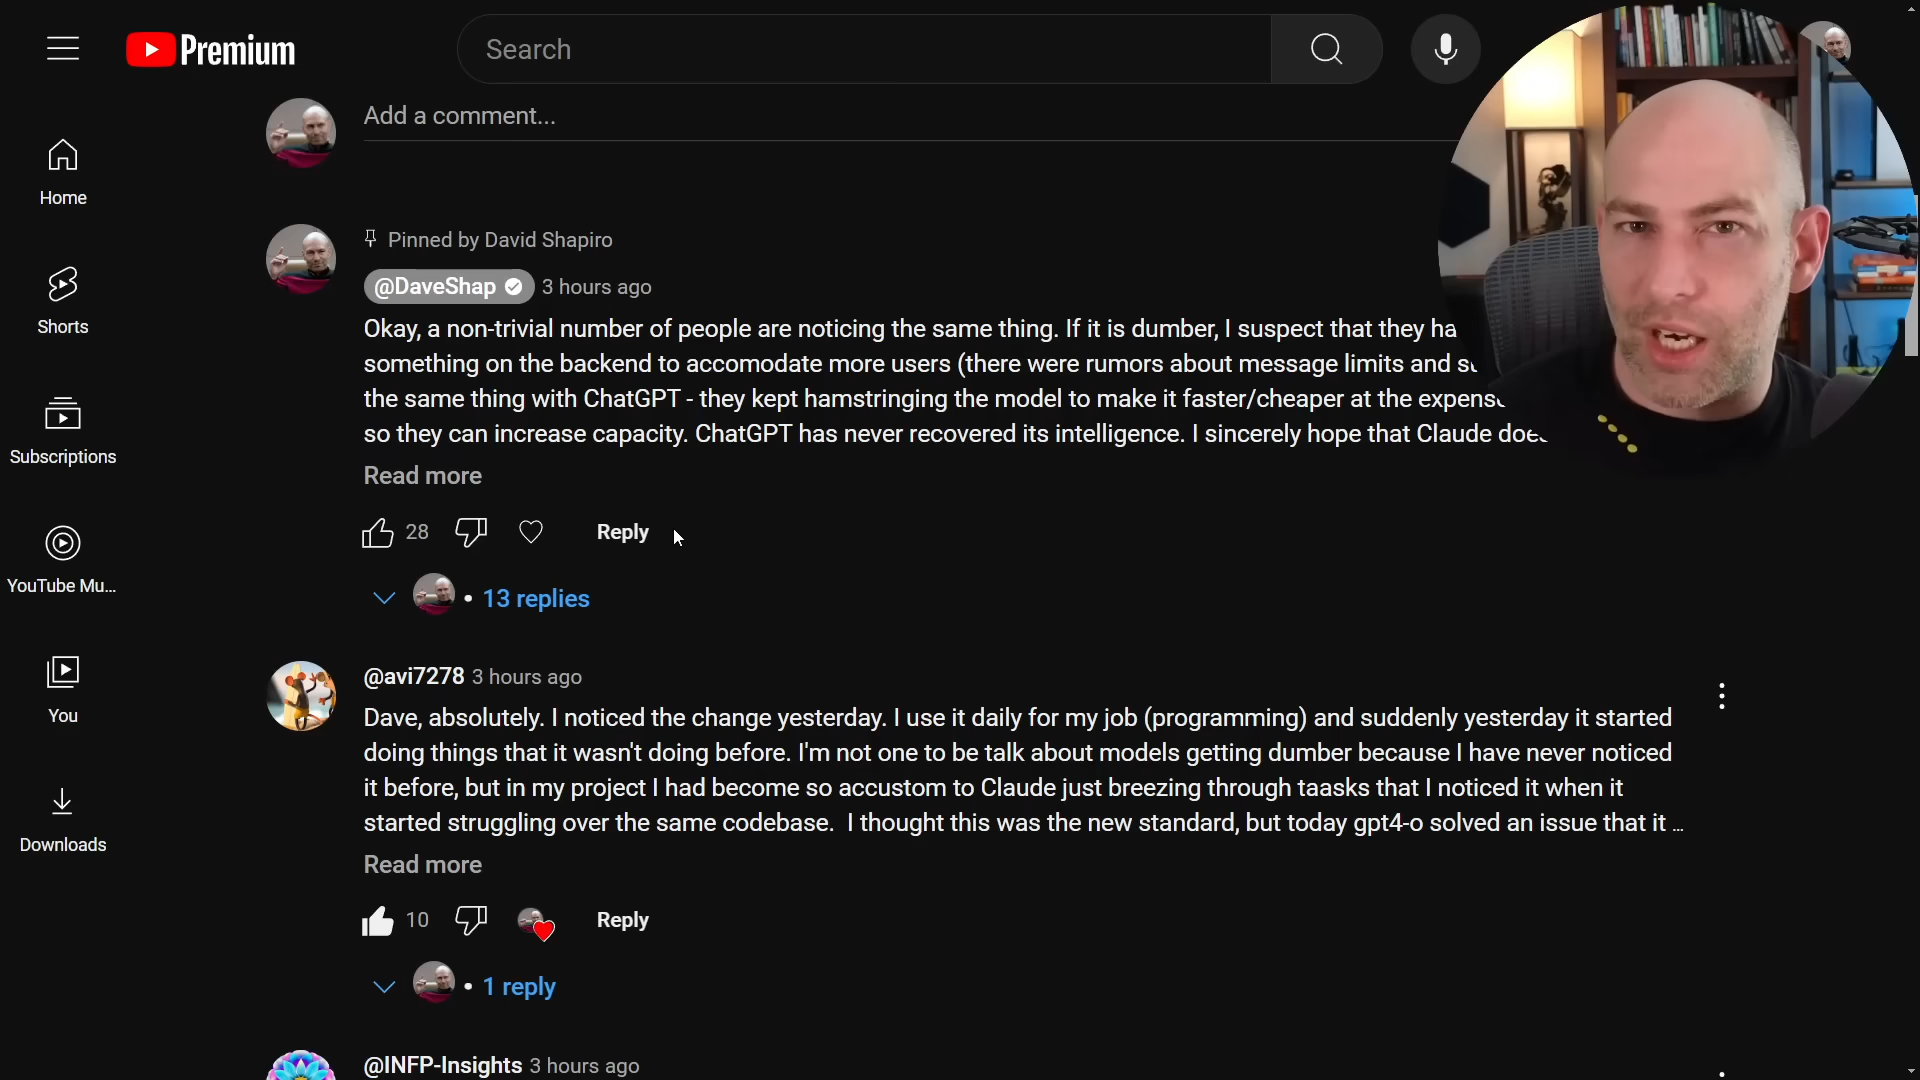 Premium
Search
Add a comment...
Home
Pinned by David Shapiro
@DaveShap 3 hours ago
Shorts
Okay, a non-trivial number of people are noticing the same thing. If it is dumber, I suspect that they
something on the backend to accomodate more users (there were rumors about message limits and
the same thing with ChatGPT - they kept hamstringing the model to make it faster/cheaper at the
so they can increase capacity. ChatGPT has never recovered its intelligence. I sincerely hope that Claude
Subscriptions
Read more
28
Reply
YouTube Mu...
• 13 replies
@avi7278 3 hours ago
You
Dave, absolutely. I noticed the change yesterday. I use it daily for my job (programming) and suddenly yesterday it started
doing things that it wasn't doing before. I'm not one to be talk about models getting dumber because I have never noticed
it before, but in my project I had become so accustom to Claude just breezing through taasks that I noticed it when it
started struggling over the same codebase. I thought this was the new standard, but today gpt4-o solved an issue that it ...
Downloads
Read more
10
Reply
• 1 reply
@INFP-Insights 3 hours ago